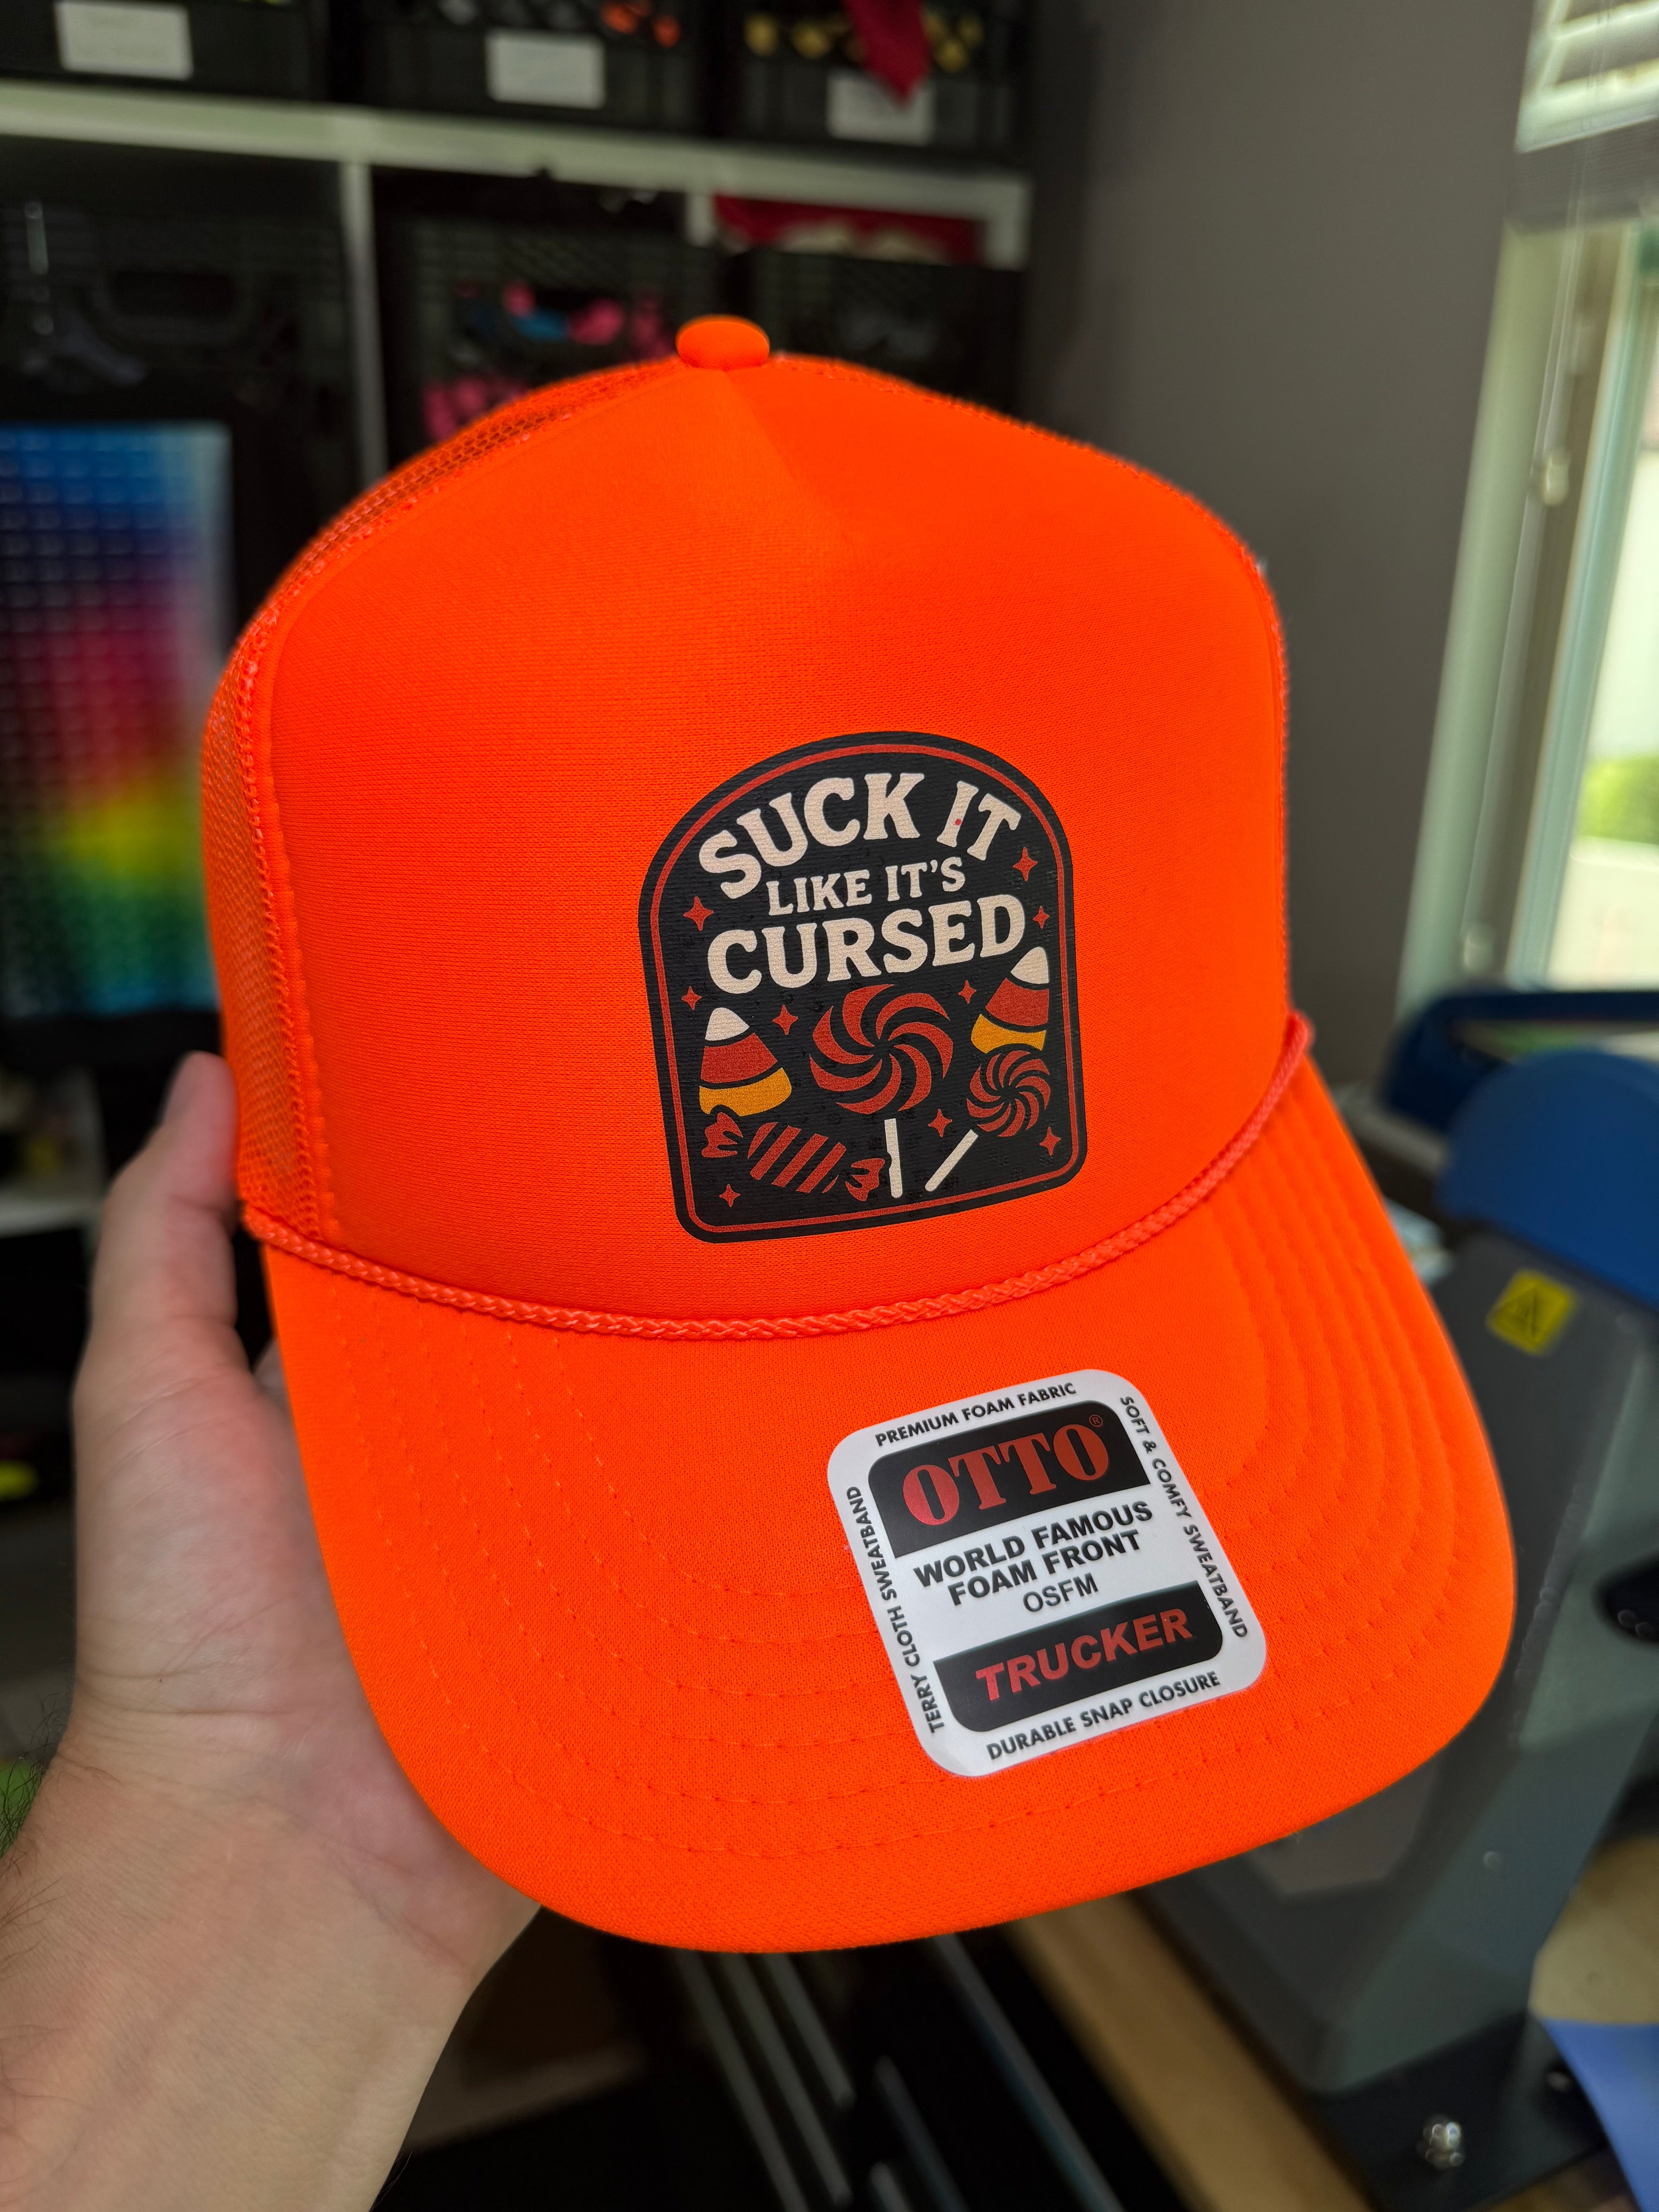 SUCK IT
LIKE IT'S
CURSED
PREMIUM FOAM FABRIC
OTTO®
WORLD FAMOUS
FOAM FRONT
OSFM
TRUCKER
DURABLE SNAP CLOSURE
TERRY CLOTH SWEATBAND
SOFT & COMFY SWEATBAND